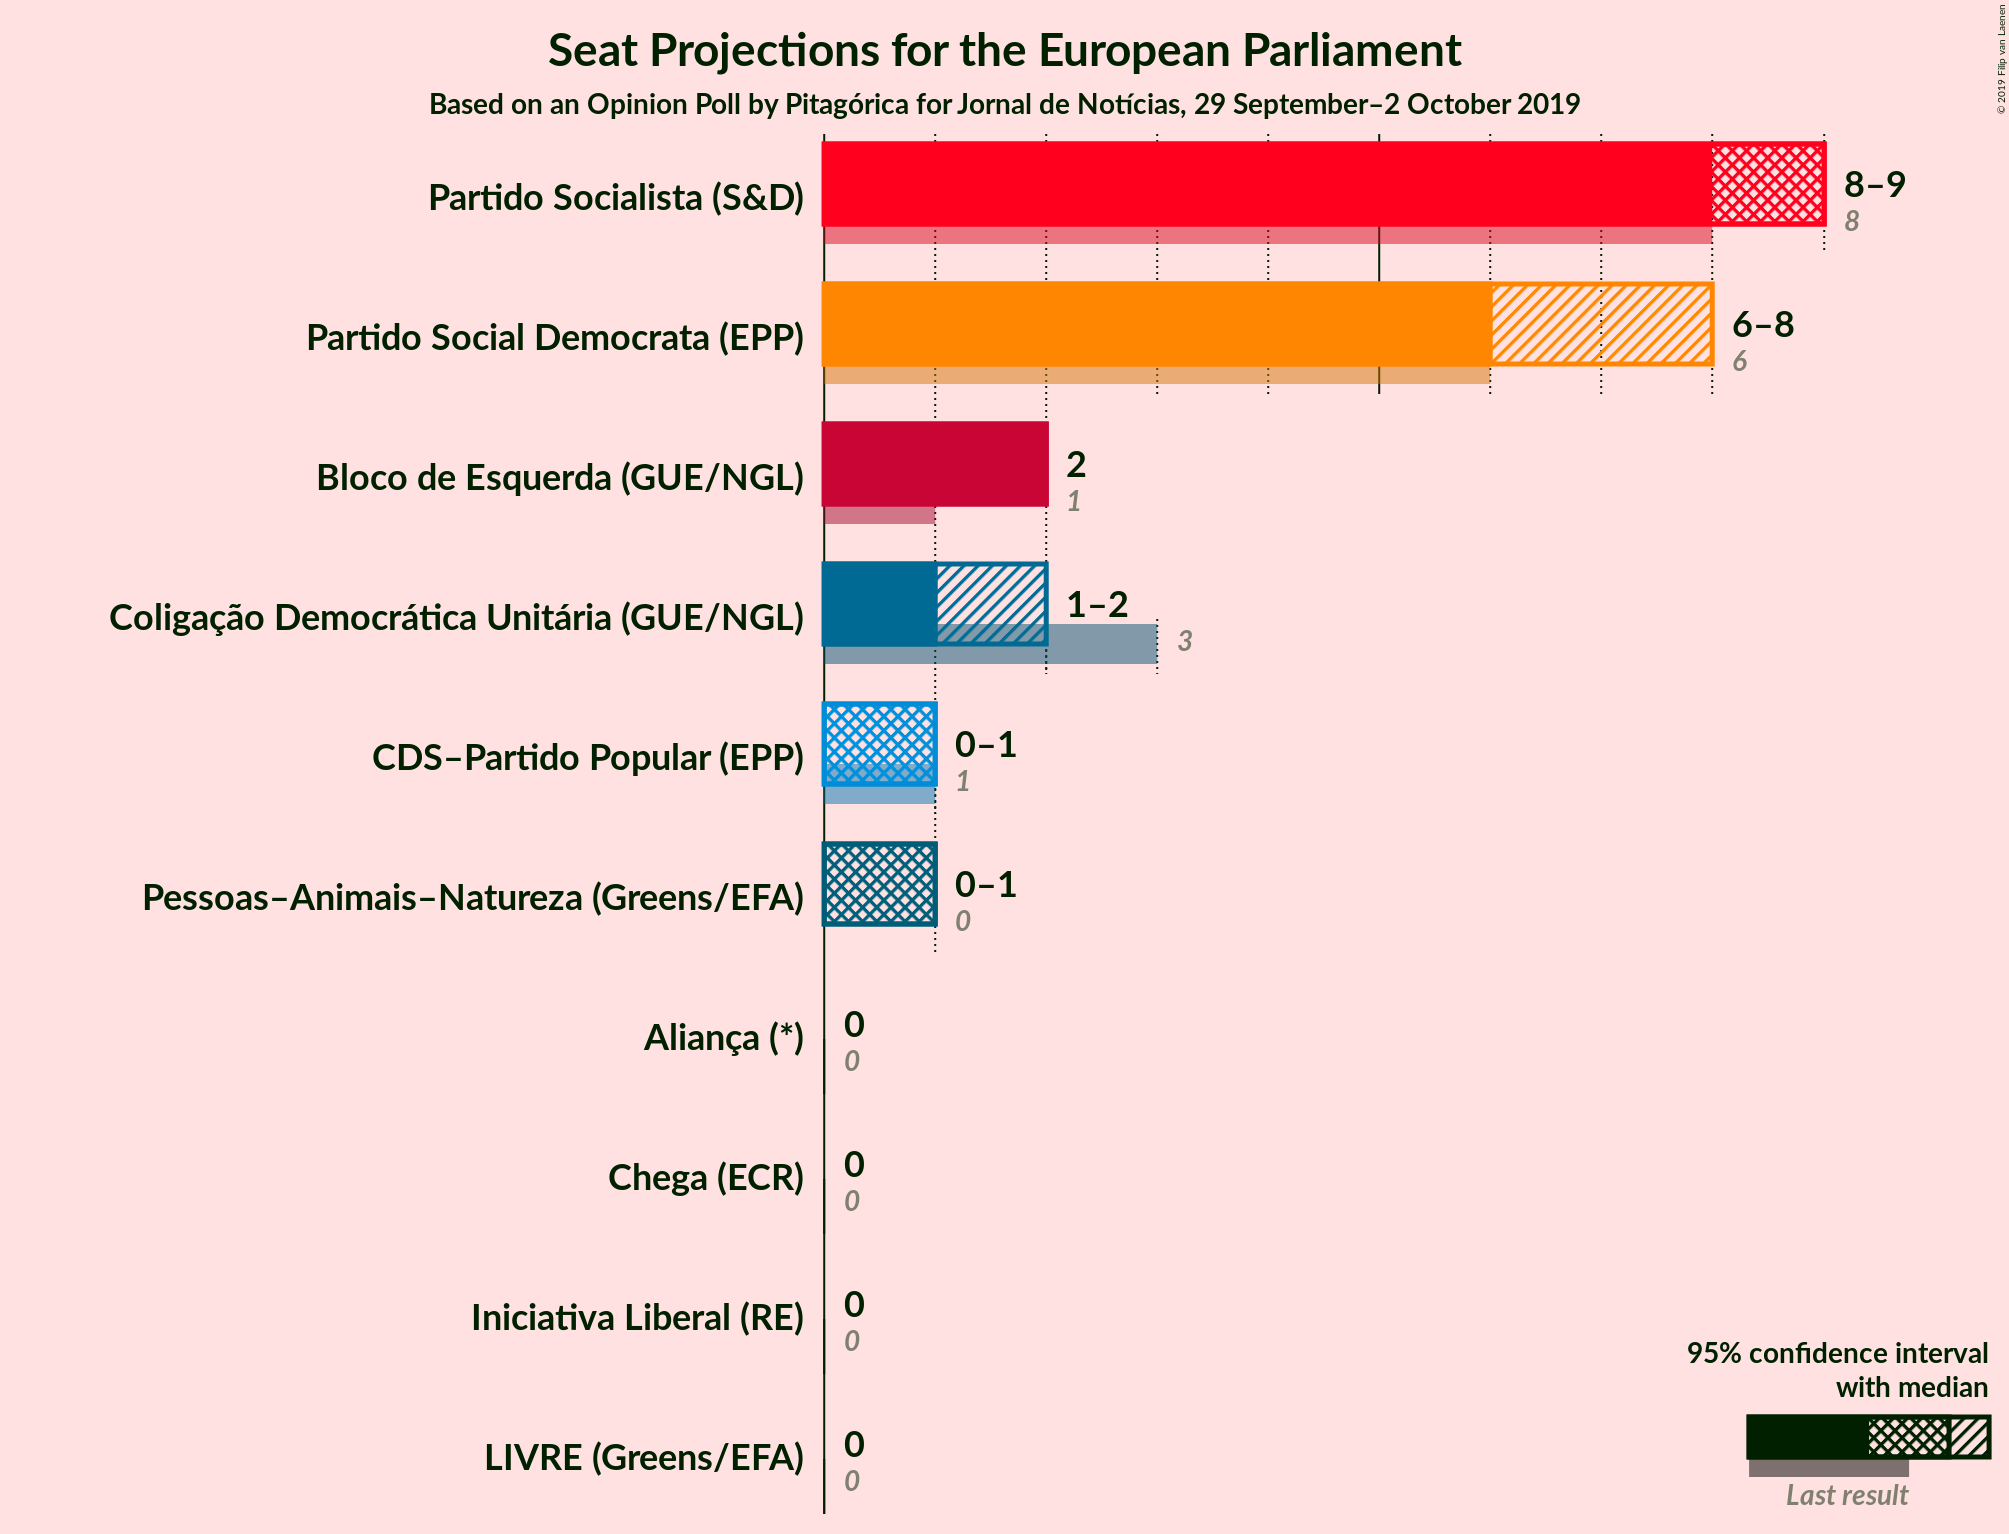 Seat Projections for the European Parliament
Based on an Opinion Poll by Pitagórica for Jornal de Notícias, 29 September–2 October 2019
© 2019 Filip van Laenen
Partido Socialista (S&D)
8–9
8
Partido Social Democrata (EPP)
6–8
6
Bloco de Esquerda (GUE/NGL)
2
1
Coligação Democrática Unitária (GUE/NGL)
1–2
3
CDS–Partido Popular (EPP)
0–1
1
Pessoas–Animais–Natureza (Greens/EFA)
0–1
0
Aliança (*)
0
0
Chega (ECR)
0
0
Iniciativa Liberal (RE)
0
0
LIVRE (Greens/EFA)
0
0
95% confidence interval
with median
Last result